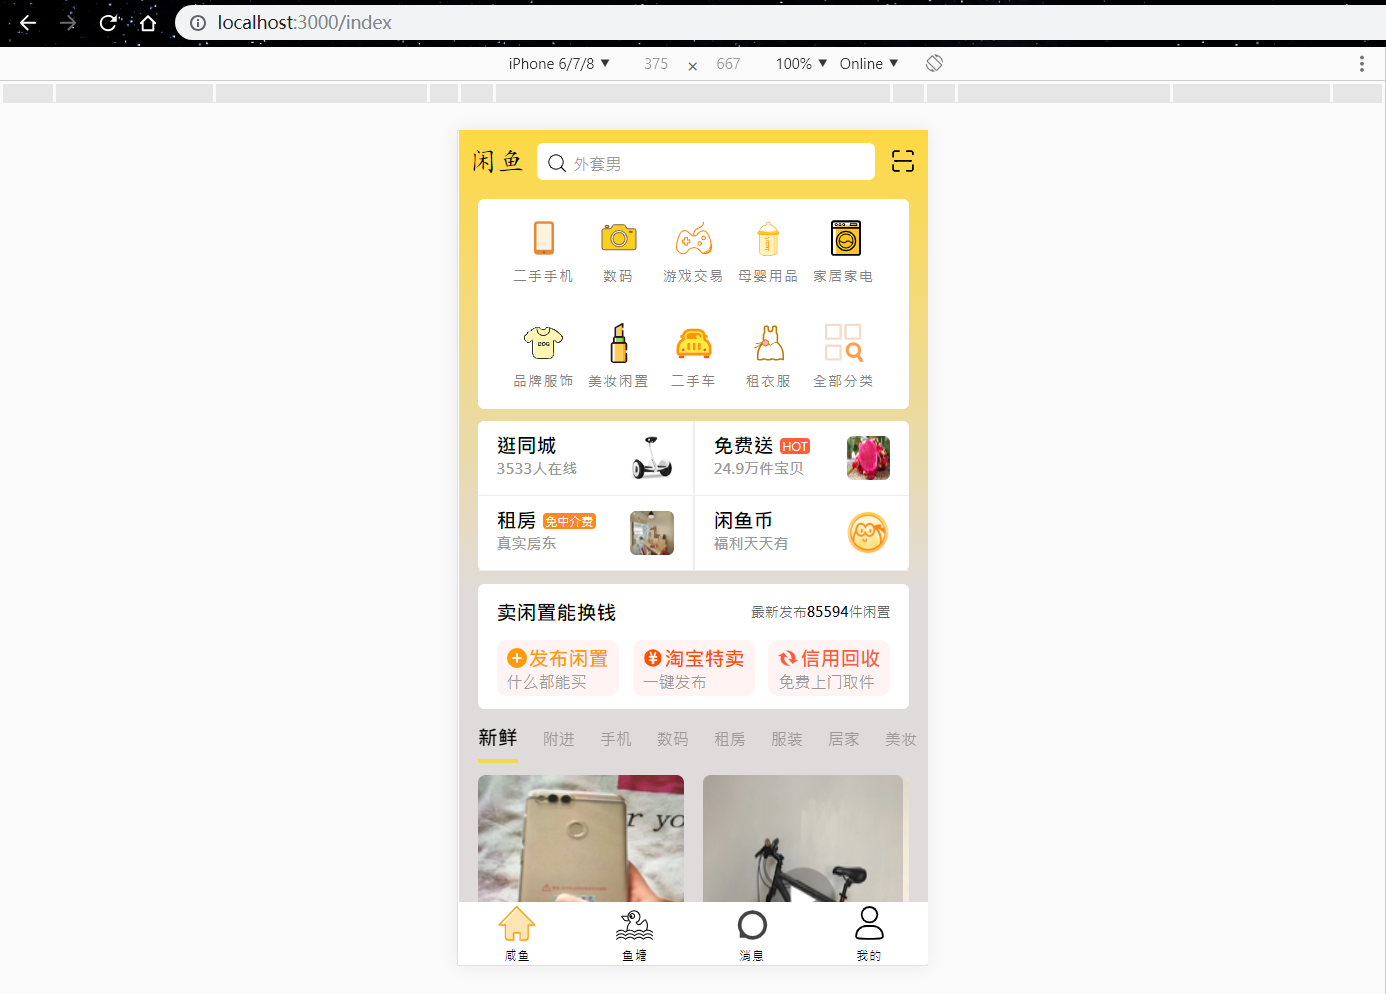 localhost:3000/index
iPhone 6/7/8 ▼ 375 × 667 100% ▼ Online ▼
闲鱼 外套男
二手手机 数码 游戏交易 母婴用品 家居家电
DOG
品牌服饰 美妆闲置 二手车 租衣服 全部分类
逛同城 免费送 HOT
3533人在线 24.9万件宝贝
租房 免中介费 闲鱼币
真实房东 福利天天有
卖闲置能换钱 最新发布85594件闲置
发布闲置 淘宝特卖 信用回收
什么都能买 一键发布 免费上门取件
新鲜 附进 手机 数码 租房 服装 居家 美妆
r yo
咸鱼 鱼塘 消息 我的